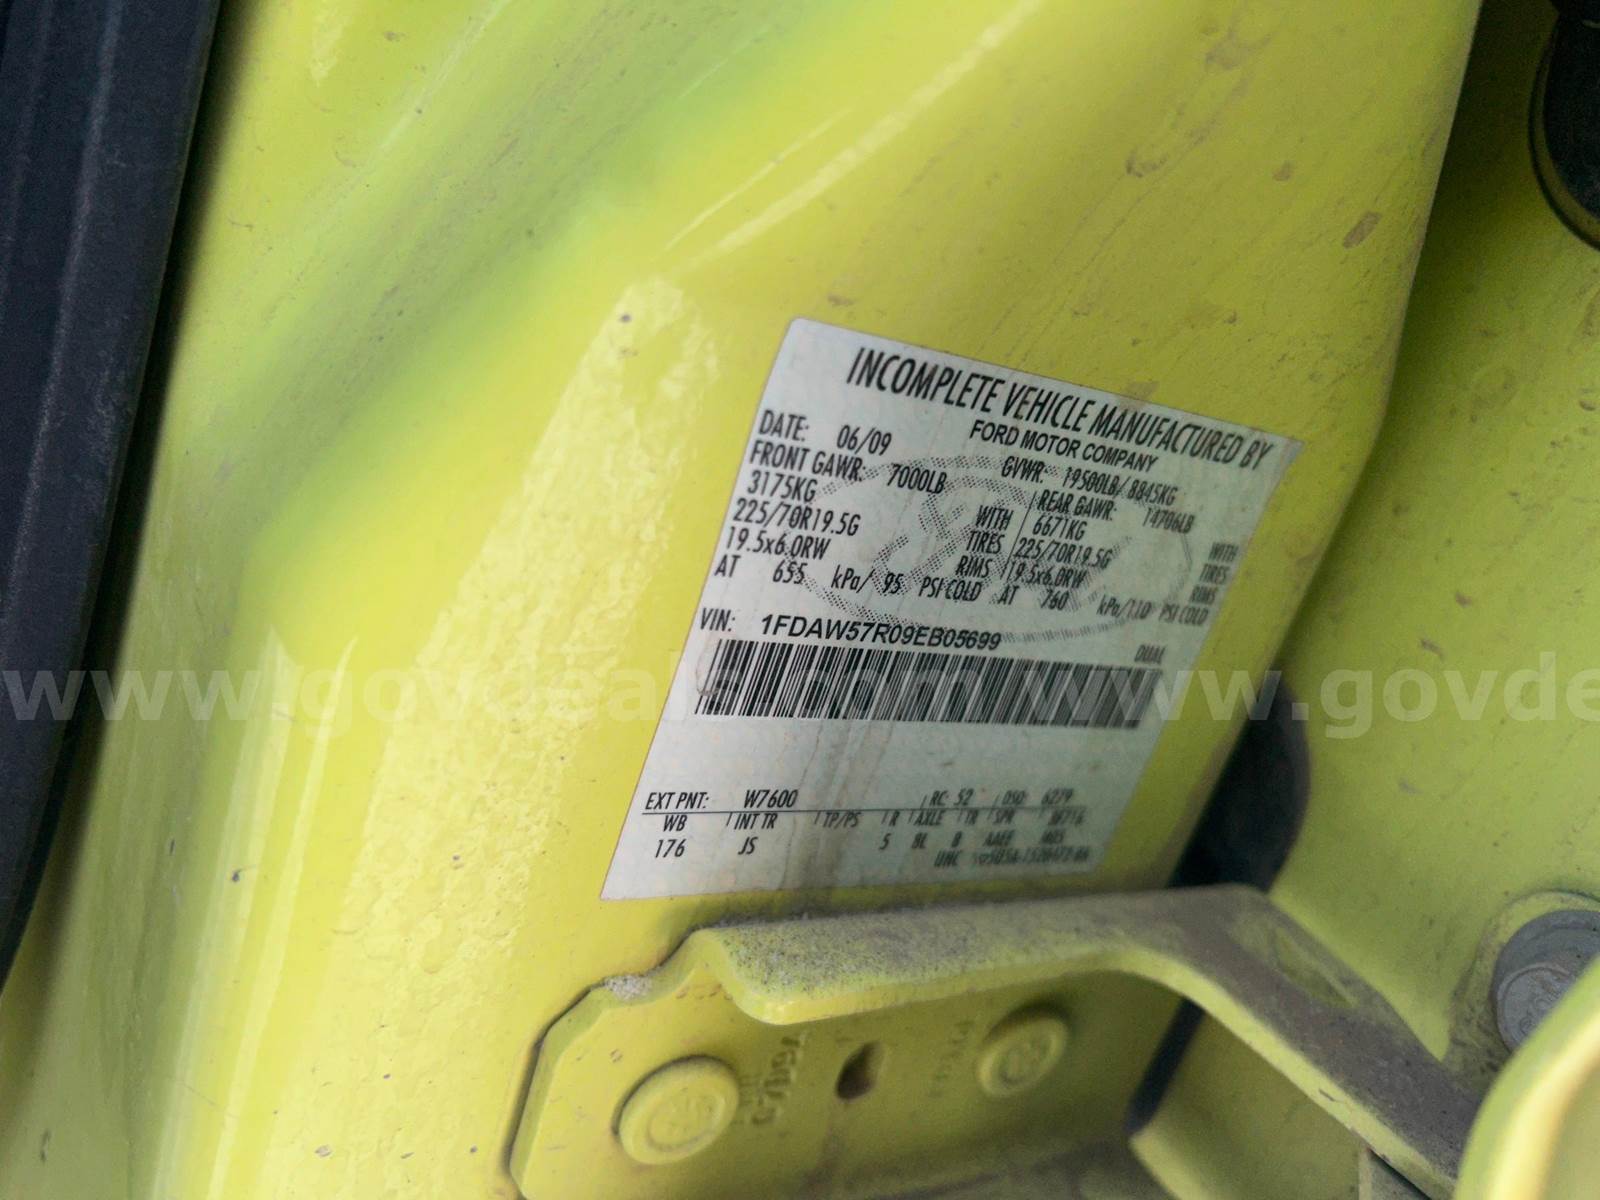 INCOMPLETE VEHICLE MANUFACTURED BY
FORD MOTOR COMPANY
DATE: 06/09 GVWR: 19500LB/ 8845KG
FRONT GAWR: 7000LB REAR GAWR: 14706LB
3175KG WITH 6671KG WITH
225/70R19.5G TIRES 225/70R19.5G TIRES
19.5x6.0RW RIMS 19.5x6.0RW RIMS
AT 655 kPa/ 95 PSI COLD AT 760 kPa/110 PSI COLD
VIN: 1FDAW57R09EB05699
DUAL
www.govdeals.com www.govde
EXT PNT: W7600 RC: 52 DSO: 6279
WB INT TR TP/PS R AXLE TR SPR
176 JS 5 BL
UNC